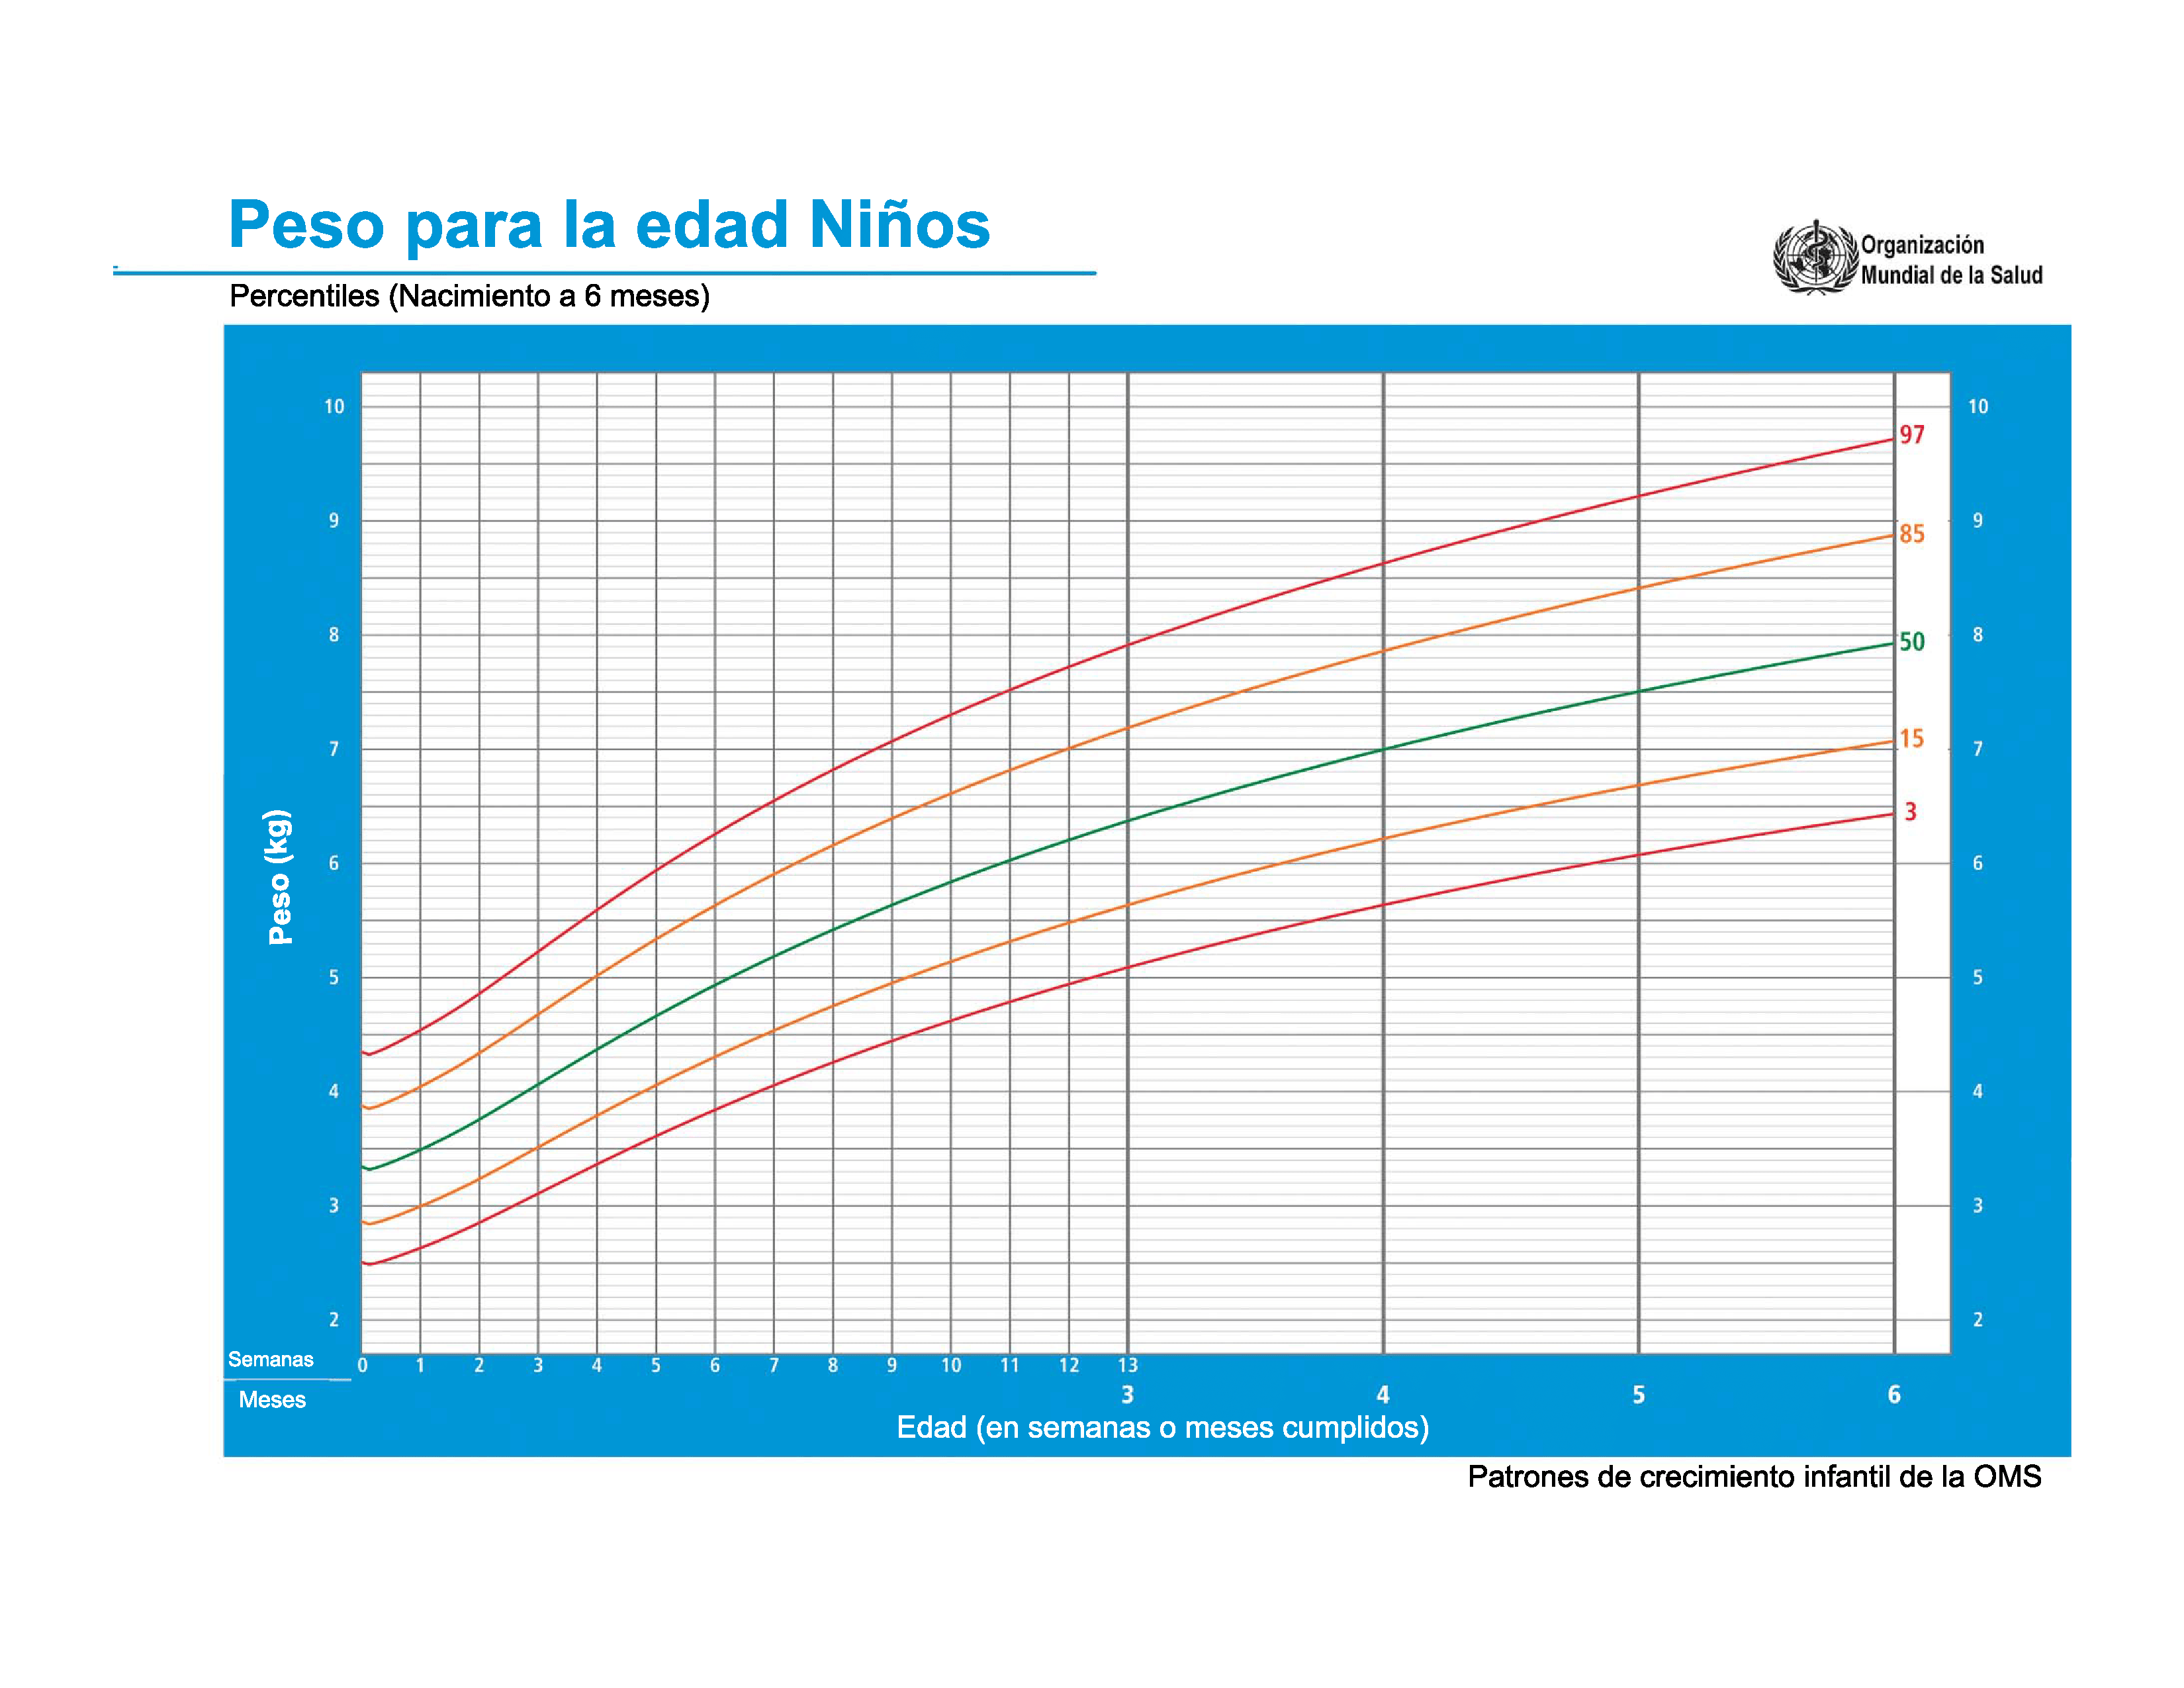 Peso para la edad Niños
Organización
Mundial de la Salud
Percentiles (Nacimiento a 6 meses)
10 10
97
9 9
85
8 8
50
7 7
15
3
6 6
Peso (kg)
5 5
4 4
3 3
2 2
Semanas 0 1 2 3 4 5 6 7 8 9 10 11 12 13
Meses 3 4 5 6
Edad (en semanas o meses cumplidos)
Patrones de crecimiento infantil de la OMS